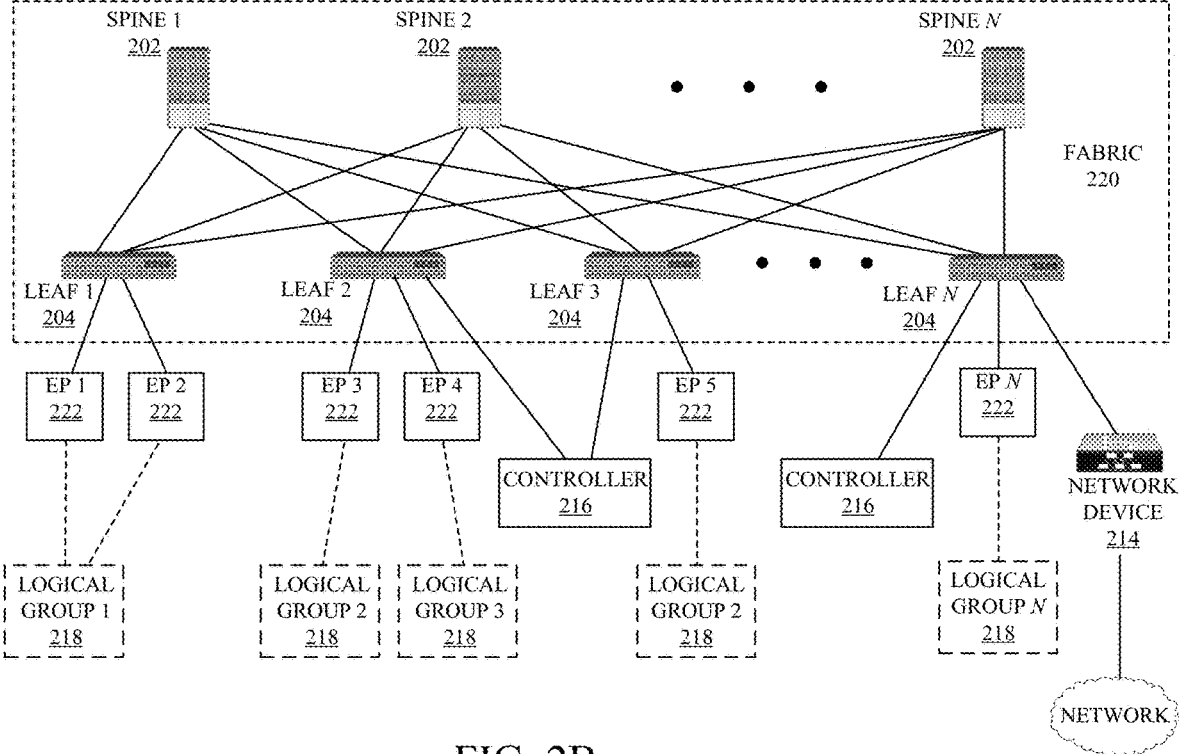 SPINE 1
202
SPINE 2
202
SPINE N
202
FABRIC
220
LEAF 1
204
LEAF 2
204
LEAF 3
204
LEAF N
204
EP 1
222
EP 2
222
EP 3
222
EP 4
222
EP 5
222
EP N
222
CONTROLLER
216
CONTROLLER
216
NETWORK
DEVICE
214
LOGICAL
GROUP 1
218
LOGICAL
GROUP 2
218
LOGICAL
GROUP 3
218
LOGICAL
GROUP 2
218
LOGICAL
GROUP N
218
NETWORK
FIG. 2B